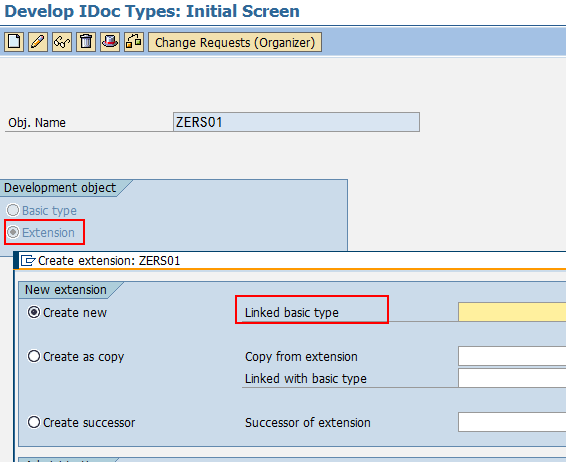 Develop IDoc Types: Initial Screen
Change Requests (Organizer)
Obj. Name ZERS01
Development object
Basic type
Extension
Create extension: ZERS01
New extension
Create new Linked basic type
Create as copy Copy from extension
Linked with basic type
Create successor Successor of extension